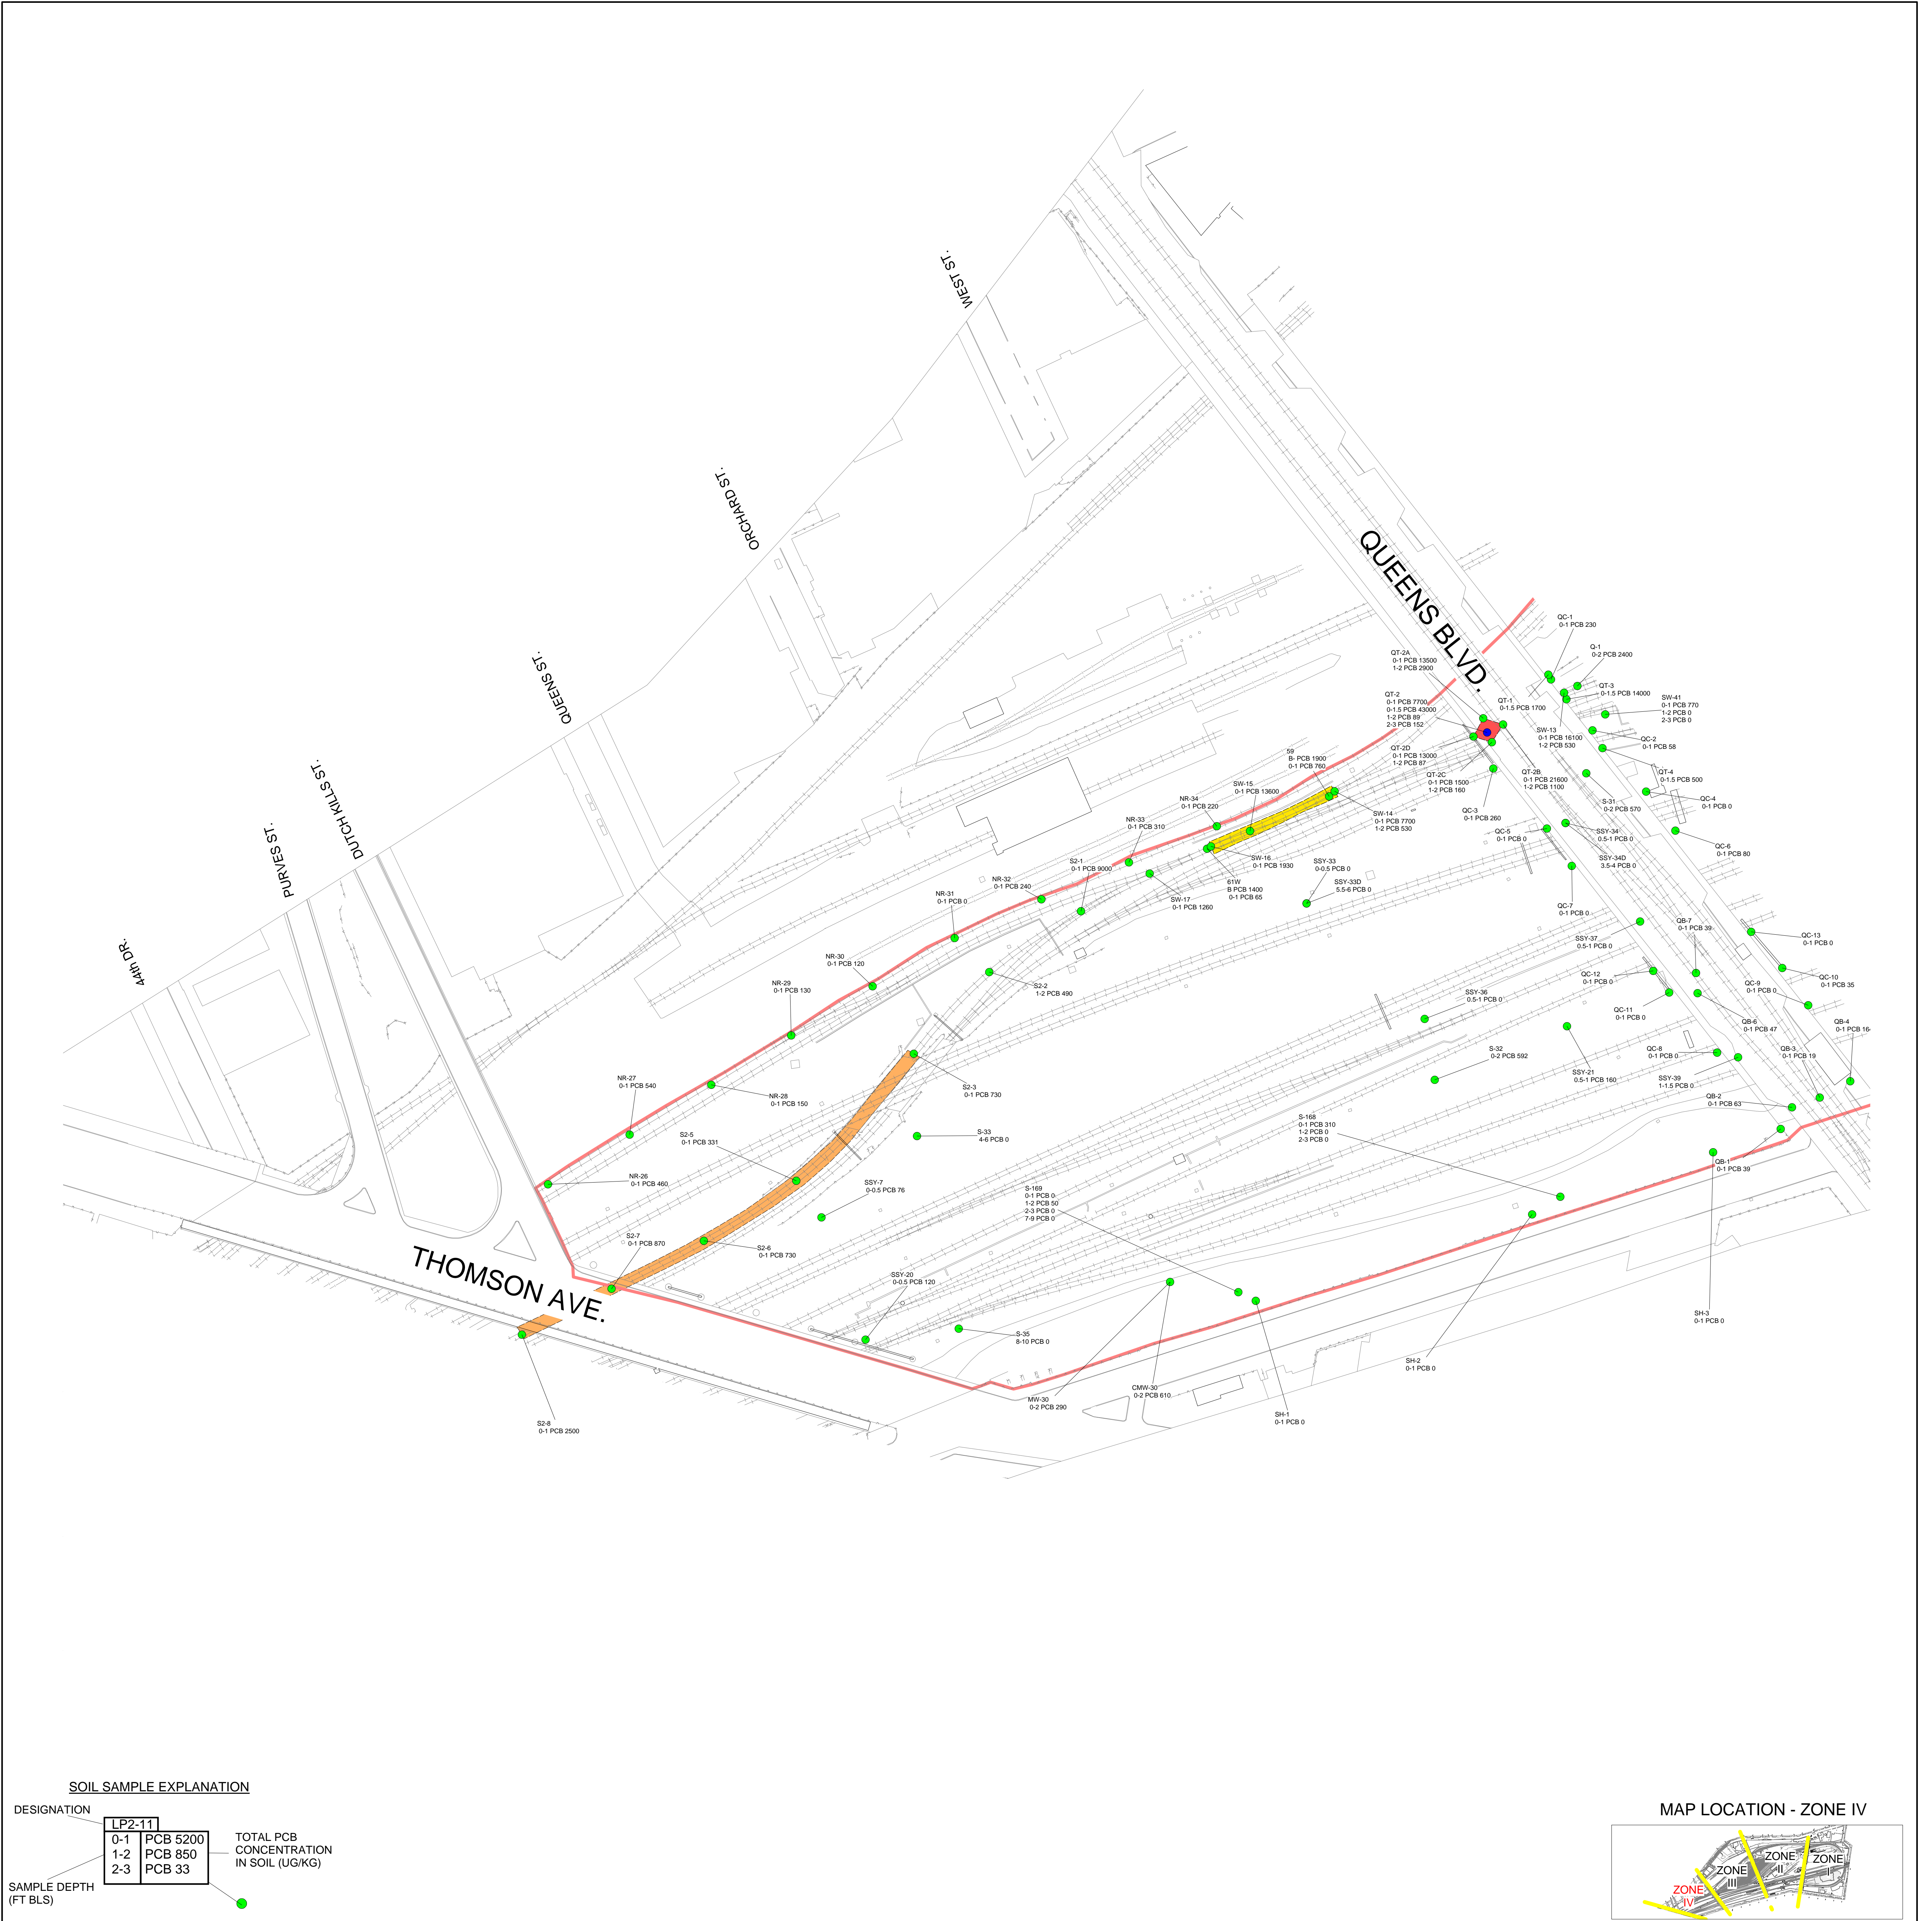 WEST ST.
ORCHARD ST.
QUEENS ST.
DUTCH KILLS ST.
PURVES ST.
44th DR.
QUEENS BLVD.
THOMSON AVE.
QC-1
0-1 PCB 230
Q-1
0-2 PCB 2400
QT-2A
0-1 PCB 13500
1-2 PCB 2900
QT-3
0-1.5 PCB 14000
QT-2
0-1 PCB 7700
0-1.5 PCB 43000
1-2 PCB 89
2-3 PCB 152
QT-1
0-1.5 PCB 1700
SW-41
0-1 PCB 770
1-2 PCB 0
2-3 PCB 0
SW-13
0-1 PCB 16100
1-2 PCB 530
QC-2
0-1 PCB 58
QT-2D
0-1 PCB 13000
1-2 PCB 87
59
B- PCB 1900
0-1 PCB 760
QT-2C
0-1 PCB 1500
1-2 PCB 160
QT-2B
0-1 PCB 21600
1-2 PCB 1100
QT-4
0-1.5 PCB 500
SW-15
0-1 PCB 13600
NR-34
0-1 PCB 220
QC-4
0-1 PCB 0
S-31
0-2 PCB 570
QC-3
0-1 PCB 260
SW-14
0-1 PCB 7700
1-2 PCB 530
NR-33
0-1 PCB 310
QC-5
0-1 PCB 0
SSY-34
0.5-1 PCB 0
QC-6
0-1 PCB 80
SSY-34D
3.5-4 PCB 0
SW-16
0-1 PCB 1930
S2-1
0-1 PCB 9000
SSY-33
0-0.5 PCB 0
SSY-33D
5.5-6 PCB 0
NR-32
0-1 PCB 240
61W
B PCB 1400
0-1 PCB 65
NR-31
0-1 PCB 0
SW-17
0-1 PCB 1260
QC-7
0-1 PCB 0
QB-7
0-1 PCB 39
QC-13
0-1 PCB 0
SSY-37
0.5-1 PCB 0
NR-30
0-1 PCB 120
QC-12
0-1 PCB 0
QC-10
0-1 PCB 35
QC-9
0-1 PCB 0
NR-29
0-1 PCB 130
S2-2
1-2 PCB 490
SSY-36
0.5-1 PCB 0
QC-11
0-1 PCB 0
QB-6
0-1 PCB 47
QB-4
0-1 PCB 16
QC-8
0-1 PCB 0
QB-3
0-1 PCB 19
S-32
0-2 PCB 592
SSY-21
0.5-1 PCB 160
SSY-39
1-1.5 PCB 0
NR-27
0-1 PCB 540
S2-3
0-1 PCB 730
NR-28
0-1 PCB 150
QB-2
0-1 PCB 63
S-168
0-1 PCB 310
1-2 PCB 0
2-3 PCB 0
S2-5
0-1 PCB 331
S-33
4-6 PCB 0
QB-1
0-1 PCB 39
NR-26
0-1 PCB 460
SSY-7
0-0.5 PCB 76
S-169
0-1 PCB 0
1-2 PCB 50
2-3 PCB 0
7-9 PCB 0
S2-7
0-1 PCB 870
S2-6
0-1 PCB 730
SSY-20
0-0.5 PCB 120
SH-3
0-1 PCB 0
S-35
8-10 PCB 0
SH-2
0-1 PCB 0
CMW-30
0-2 PCB 610
MW-30
0-2 PCB 290
SH-1
0-1 PCB 0
S2-8
0-1 PCB 2500
SOIL SAMPLE EXPLANATION
DESIGNATION
LP2-11
0-1 PCB 5200
1-2 PCB 850
2-3 PCB 33
TOTAL PCB
CONCENTRATION
IN SOIL (UG/KG)
SAMPLE DEPTH
(FT BLS)
MAP LOCATION - ZONE IV
ZONE
I
ZONE
II
ZONE
III
ZONE
IV